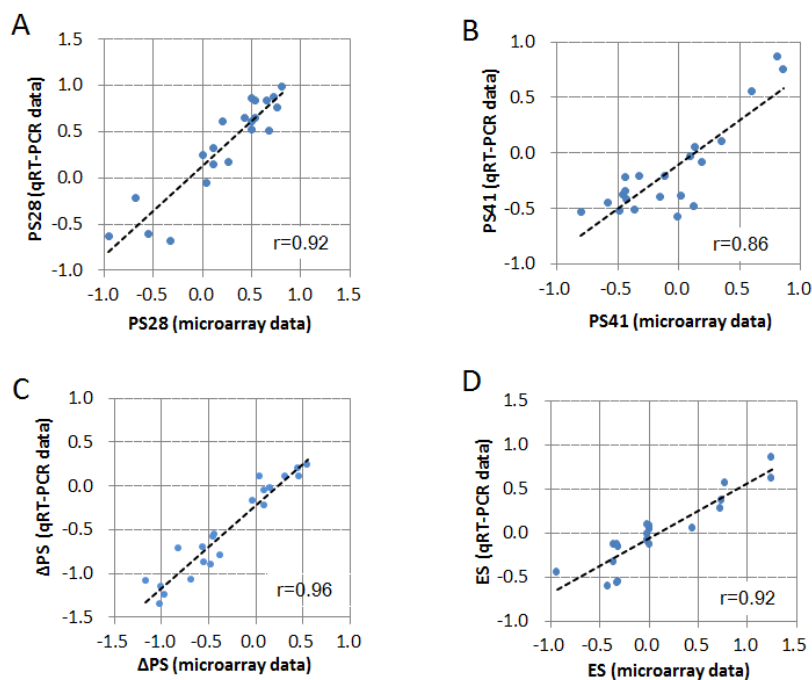 A
1.5
1.0
0.5
0.0
-0.5
-1.0
PS28 (qRT-PCR data)
r=0.92
-1.0 -0.5 0.0 0.5 1.0 1.5
PS28 (microarray data)
B
1.0
0.5
0.0
-0.5
-1.0
PS41 (qRT-PCR data)
r=0.86
-1.0 -0.5 0.0 0.5 1.0
PS41 (microarray data)
C
1.0
0.5
0.0
-0.5
-1.0
-1.5
ΔPS (qRT-PCR data)
r=0.96
-1.5 -1.0 -0.5 0.0 0.5 1.0
ΔPS (microarray data)
D
1.5
1.0
0.5
0.0
-0.5
-1.0
ES (qRT-PCR data)
r=0.92
-1.0 -0.5 0.0 0.5 1.0 1.5
ES (microarray data)